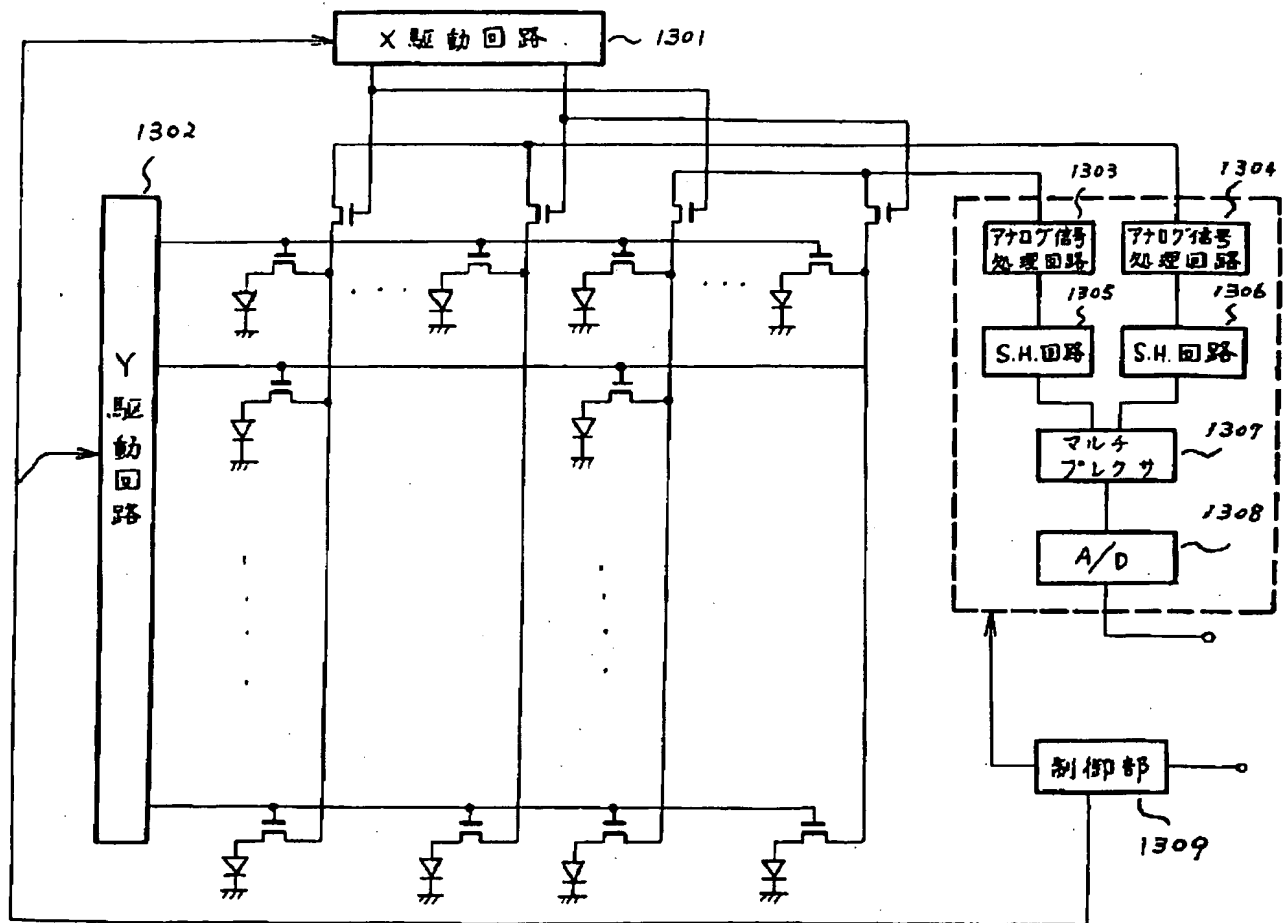 X駆動回路
1301
1302
Y駆動回路
1303
1304
アナログ信号
処理回路
アナログ信号
処理回路
1305
1306
S.H.回路
S.H.回路
マルチ
プレクサ
1307
A/D
1308
制御部
1309